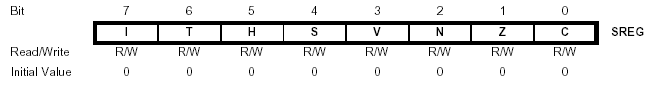 Bit 7 6 5 4 3 2 1 0
I T H S V N Z C SREG
Read/Write R/W R/W R/W R/W R/W R/W R/W R/W
Initial Value 0 0 0 0 0 0 0 0